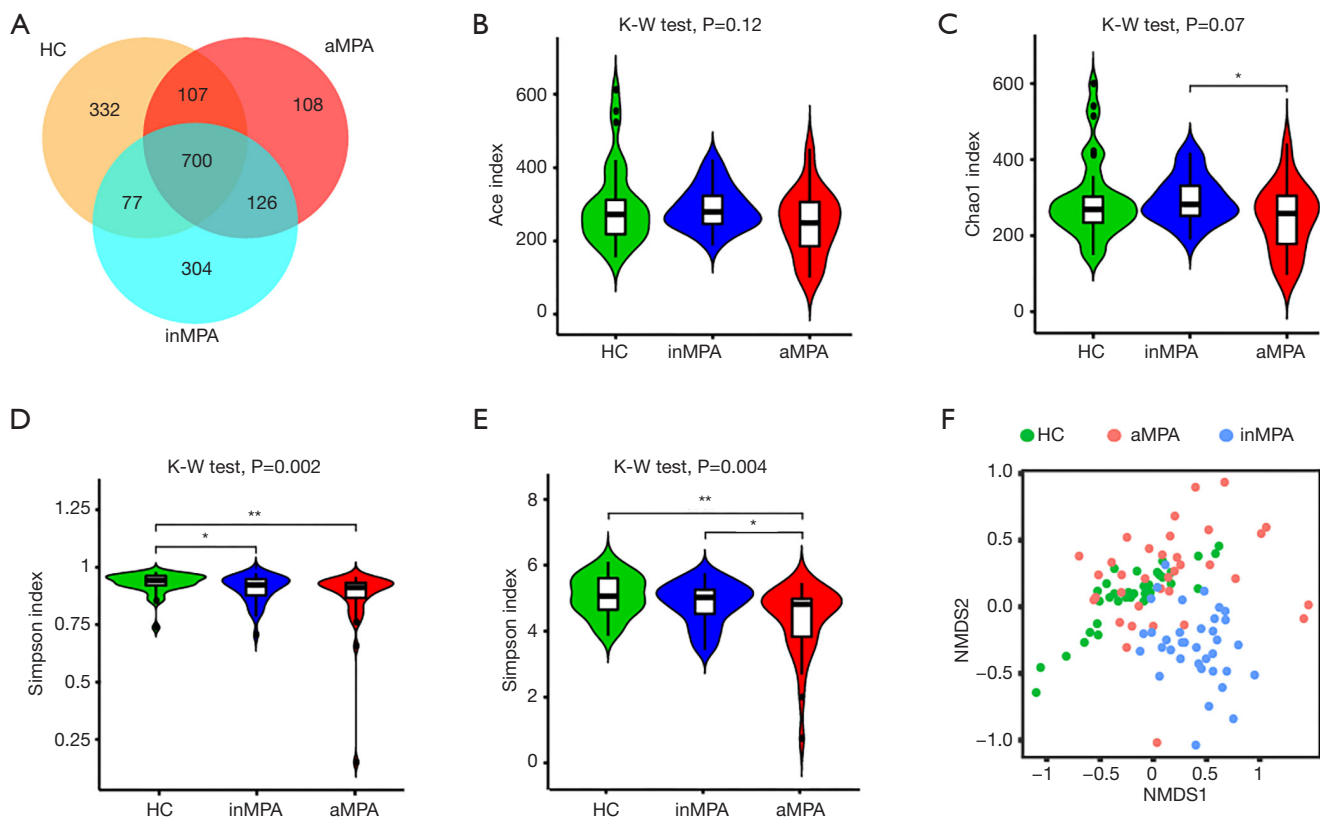 A
HC
aMPA
332
107
108
700
77
126
304
inMPA
B
K-W test, P=0.12
Ace index
600
400
200
0
HC
inMPA
aMPA
C
K-W test, P=0.07
*
Chao1 index
600
400
200
0
HC
inMPA
aMPA
D
K-W test, P=0.002
**
*
Simpson index
1.25
1
0.75
0.5
0.25
HC
inMPA
aMPA
E
K-W test, P=0.004
**
*
Simpson index
8
6
4
2
0
HC
inMPA
aMPA
F
HC
aMPA
inMPA
NMDS2
1.0
0.5
0.0
−0.5
−1.0
−1
−0.5
0
0.5
1
NMDS1